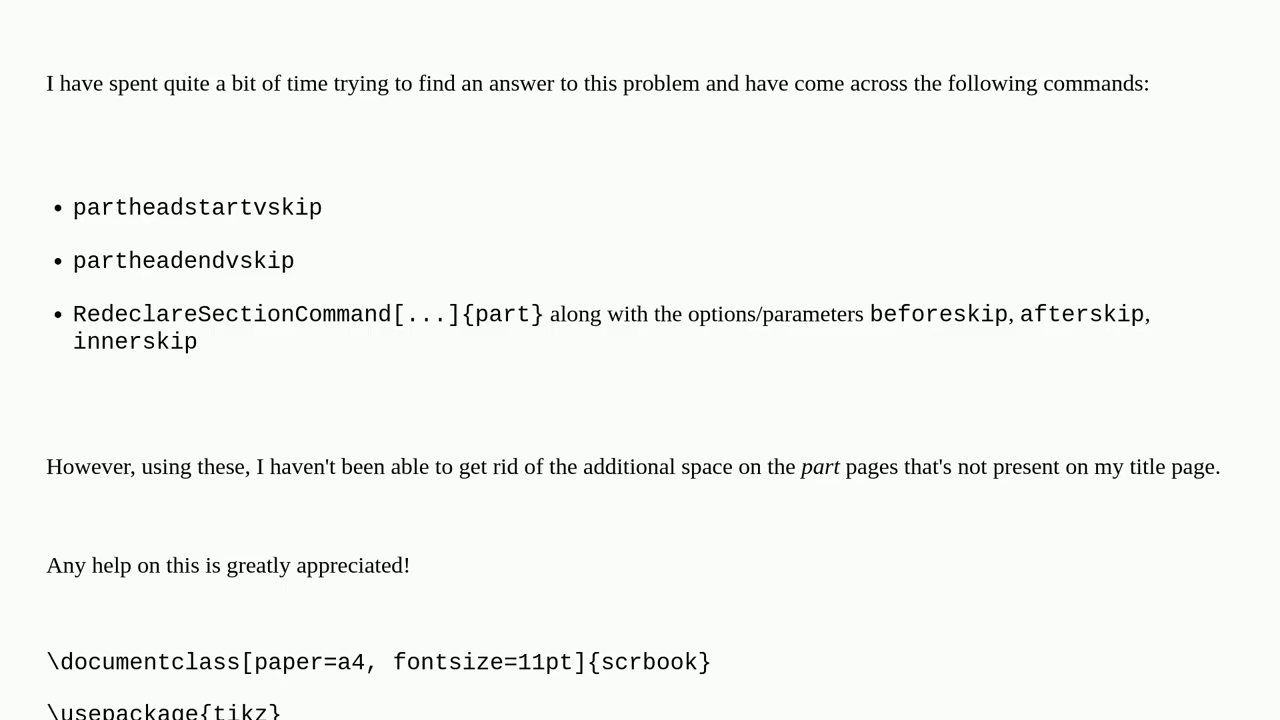 I have spent quite a bit of time trying to find an answer to this problem and have come across the following commands:
• partheadstartvskip
• partheadendvskip
• RedeclareSectionCommand[...]{part} along with the options/parameters beforeskip, afterskip,
innerskip
However, using these, I haven't been able to get rid of the additional space on the part pages that's not present on my title page.
Any help on this is greatly appreciated!
\documentclass[paper=a4, fontsize=11pt]{scrbook}
\usepackage{tikz}